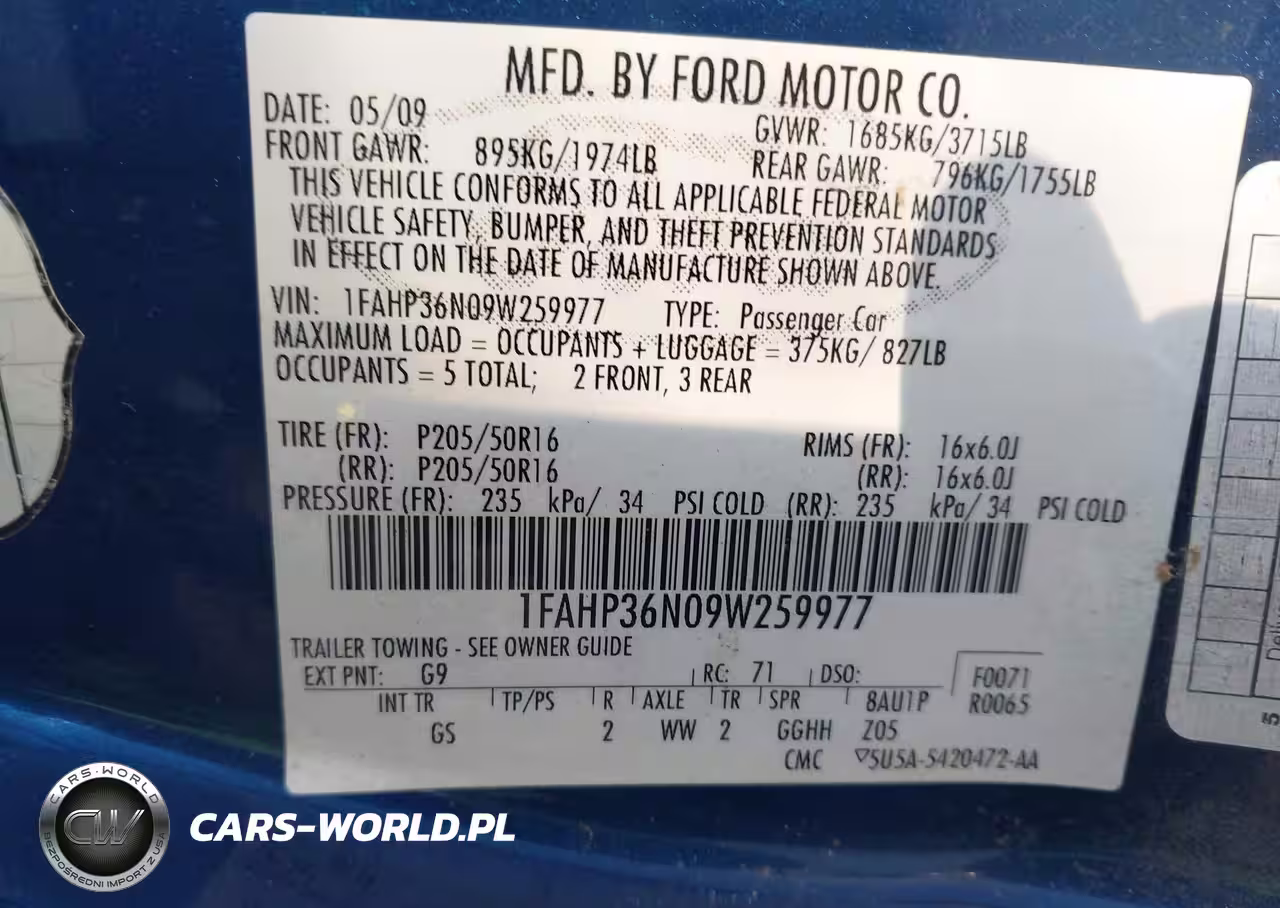 MFD. BY FORD MOTOR CO.
DATE: 05/09 GVWR: 1685KG/3715LB
FRONT GAWR: 895KG/1974LB REAR GAWR: 796KG/1755LB
THIS VEHICLE CONFORMS TO ALL APPLICABLE FEDERAL MOTOR
VEHICLE SAFETY, BUMPER, AND THEFT PREVENTION STANDARDS
IN EFFECT ON THE DATE OF MANUFACTURE SHOWN ABOVE.
VIN: 1FAHP36N09W259977 TYPE: Passenger Car
MAXIMUM LOAD = OCCUPANTS + LUGGAGE = 375KG/ 827LB
OCCUPANTS = 5 TOTAL; 2 FRONT, 3 REAR
TIRE (FR): P205/50R16 RIMS (FR): 16x6.0J
(RR): P205/50R16 (RR): 16x6.0J
PRESSURE (FR): 235 kPa/ 34 PSI COLD (RR): 235 kPa/ 34 PSI COLD
1FAHP36N09W259977
TRAILER TOWING - SEE OWNER GUIDE
EXT PNT: G9 RC: 71 DSO: F0071
INT TR TP/PS R AXLE TR SPR 8AU1P R0065
GS 2 WW 2 GGHH Z05
CMC ▽5U5A-5420472-AA
CARS-WORLD
CW
BEZPOŚREDNI IMPORT Z USA
CARS-WORLD.PL